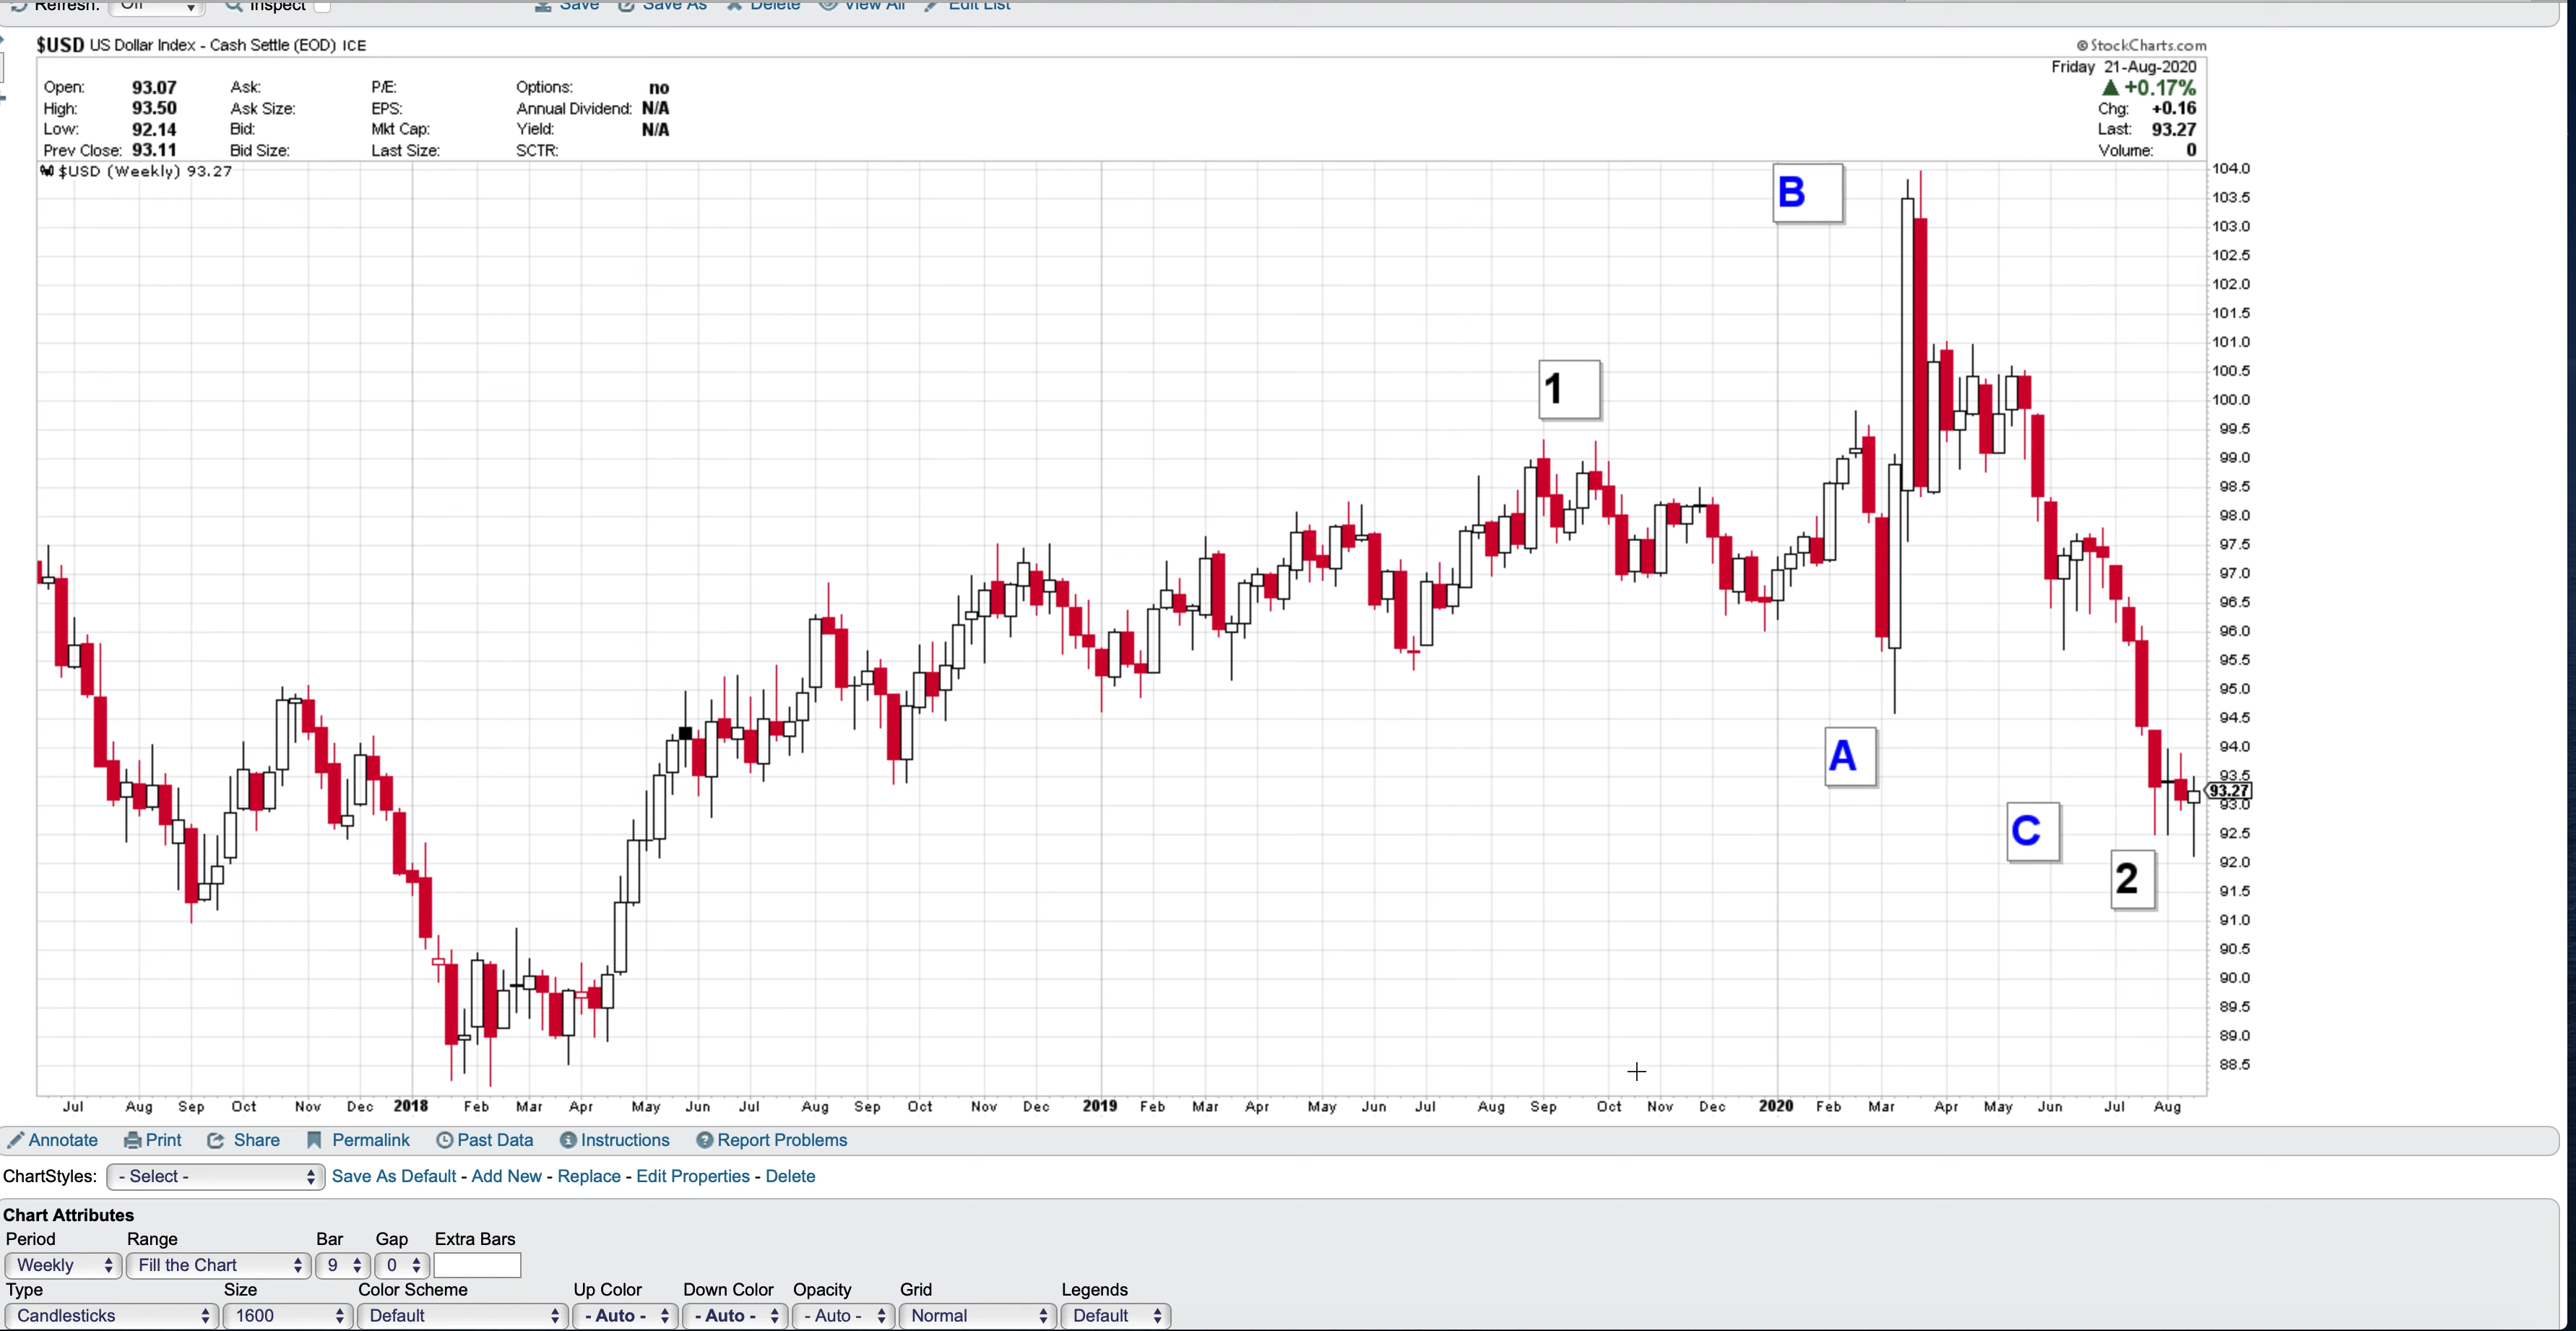 Refresh: Off Inspect Save Save As Delete View All Edit List
$USD US Dollar Index - Cash Settle (EOD) ICE
© StockCharts.com
Friday 21-Aug-2020
Open: 93.07 Ask: P/E: Options: no
▲ +0.17%
High: 93.50 Ask Size: EPS: Annual Dividend: N/A
Chg: +0.16
Low: 92.14 Bid: Mkt Cap: Yield: N/A
Last: 93.27
Prev Close: 93.11 Bid Size: Last Size: SCTR:
Volume: 0
$USD (Weekly) 93.27
104.0
B
103.5
103.0
102.5
102.0
101.5
101.0
100.5
1
100.0
99.5
99.0
98.5
98.0
97.5
97.0
96.5
96.0
95.5
95.0
94.5
94.0
A
93.5
93.27
93.0
C
92.5
92.0
2
91.5
91.0
90.5
90.0
89.5
89.0
88.5
Jul Aug Sep Oct Nov Dec 2018 Feb Mar Apr May Jun Jul Aug Sep Oct Nov Dec 2019 Feb Mar Apr May Jun Jul Aug Sep Oct Nov Dec 2020 Feb Mar Apr May Jun Jul Aug
Annotate Print Share Permalink Past Data Instructions Report Problems
ChartStyles: - Select - Save As Default - Add New - Replace - Edit Properties - Delete
Chart Attributes
Period Range Bar Gap Extra Bars
Weekly Fill the Chart 9 0
Type Size Color Scheme Up Color Down Color Opacity Grid Legends
Candlesticks 1600 Default - Auto - - Auto - - Auto - Normal Default